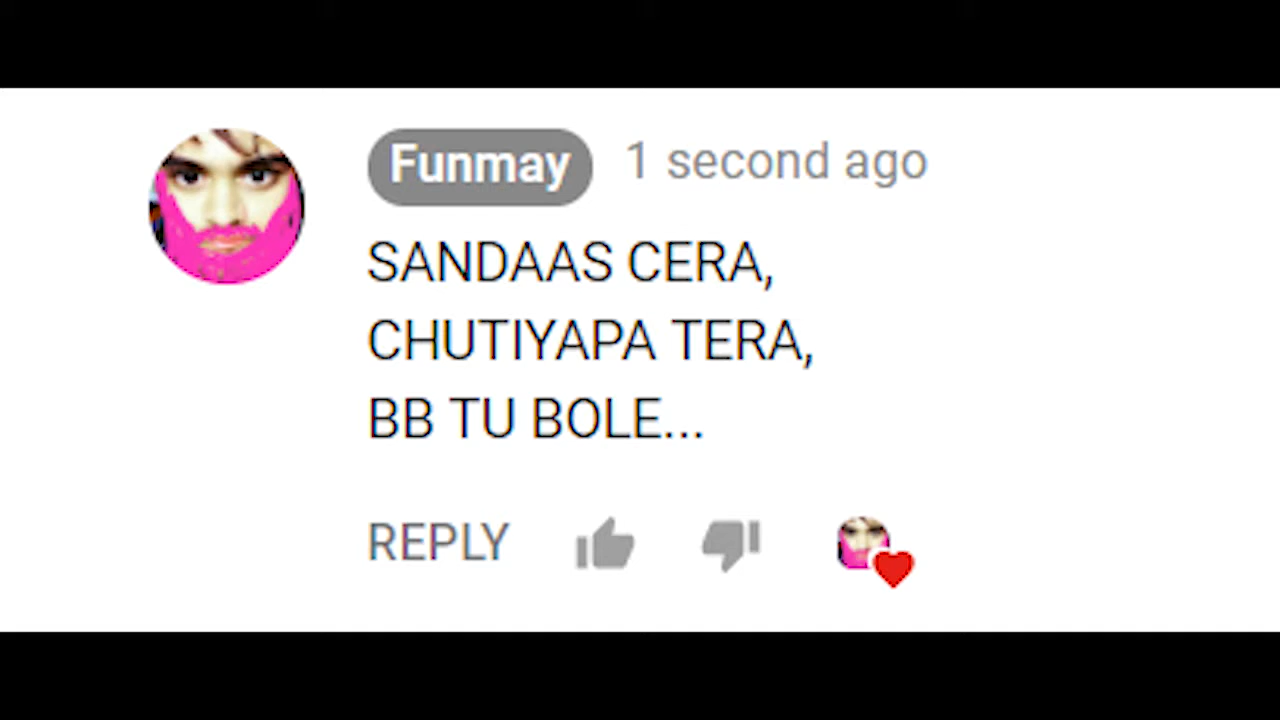 Funmay 1 second ago
SANDAAS CERA,
CHUTIYAPA TERA,
BB TU BOLE...
REPLY